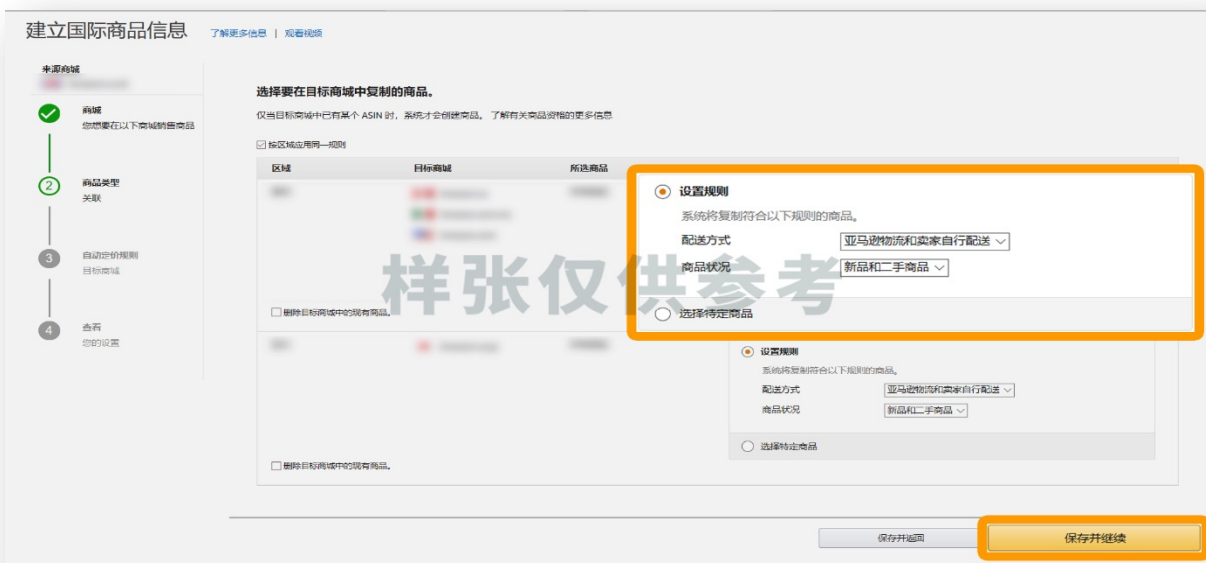 建立国际商品信息 了解更多信息 | 观看视频
来源商城
商城
您想要在以下商城销售商品
2 商品类型
关联
3 自动定价规则
目标商城
4 查看
您的设置
选择要在目标商城中复制的商品。
仅当目标商城中已有某个 ASIN 时，系统才会创建商品。 了解有关商品资格的更多信息
按区域应用同一规则
区域 目标商城 所选商品
设置规则
系统将复制符合以下规则的商品。
配送方式 亚马逊物流和卖家自行配送
商品状况 新品和二手商品
选择特定商品
删除目标商城中的现有商品。
样张仅供参考
设置规则
系统将复制符合以下规则的商品。
配送方式 亚马逊物流和卖家自行配送
商品状况 新品和二手商品
选择特定商品
删除目标商城中的现有商品。
保存并返回 保存并继续